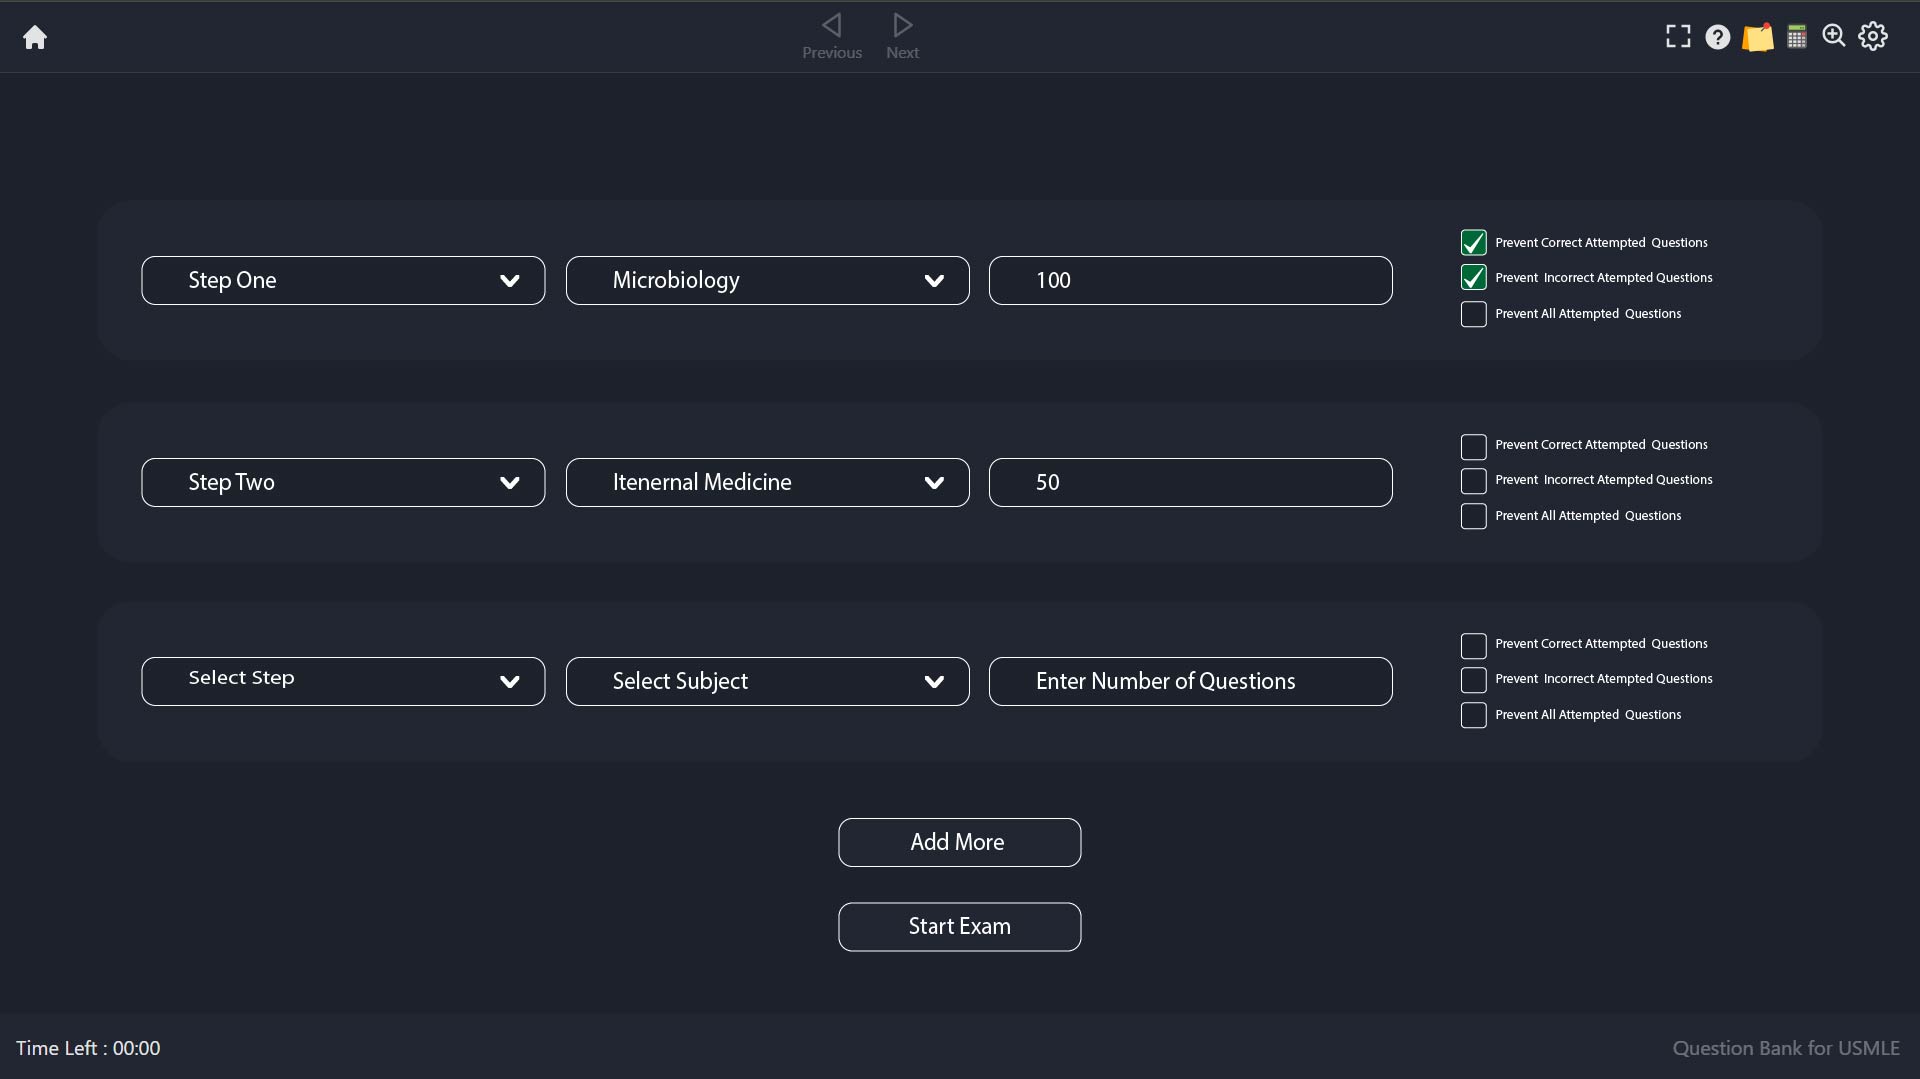 Previous Next
Prevent Correct Attempted Questions
Step One Microbiology 100 Prevent Incorrect Atempted Questions
Prevent All Attempted Questions
Prevent Correct Attempted Questions
Step Two Itenernal Medicine 50 Prevent Incorrect Atempted Questions
Prevent All Attempted Questions
Prevent Correct Attempted Questions
Select Step Select Subject Enter Number of Questions Prevent Incorrect Atempted Questions
Prevent All Attempted Questions
Add More
Start Exam
Time Left : 00:00 Question Bank for USMLE